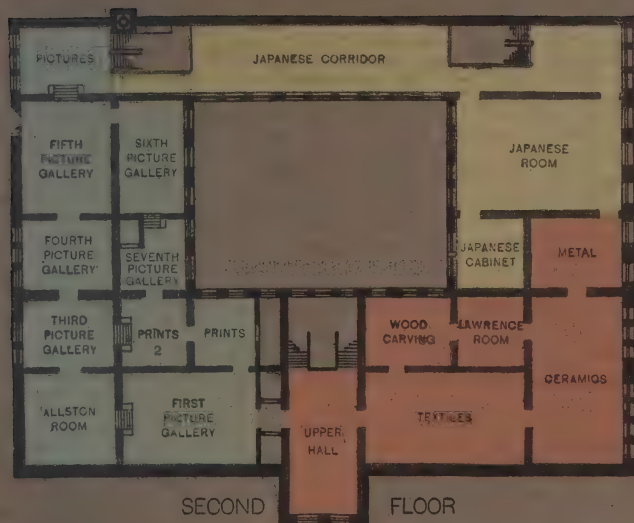 PICTURES
JAPANESE CORRIDOR
FIFTH
PICTURE
GALLERY
SIXTH
PICTURE
GALLERY
JAPANESE
ROOM
FOURTH
PICTURE
GALLERY
SEVENTH
PICTURE
GALLERY
JAPANESE
CABINET
METAL
THIRD
PICTURE
GALLERY
PRINTS
2
PRINTS
WOOD
CARVING
LAWRENCE
ROOM
CERAMICS
ALLSTON
ROOM
FIRST
PICTURE
GALLERY
UPPER
HALL
TEXTILES
SECOND FLOOR